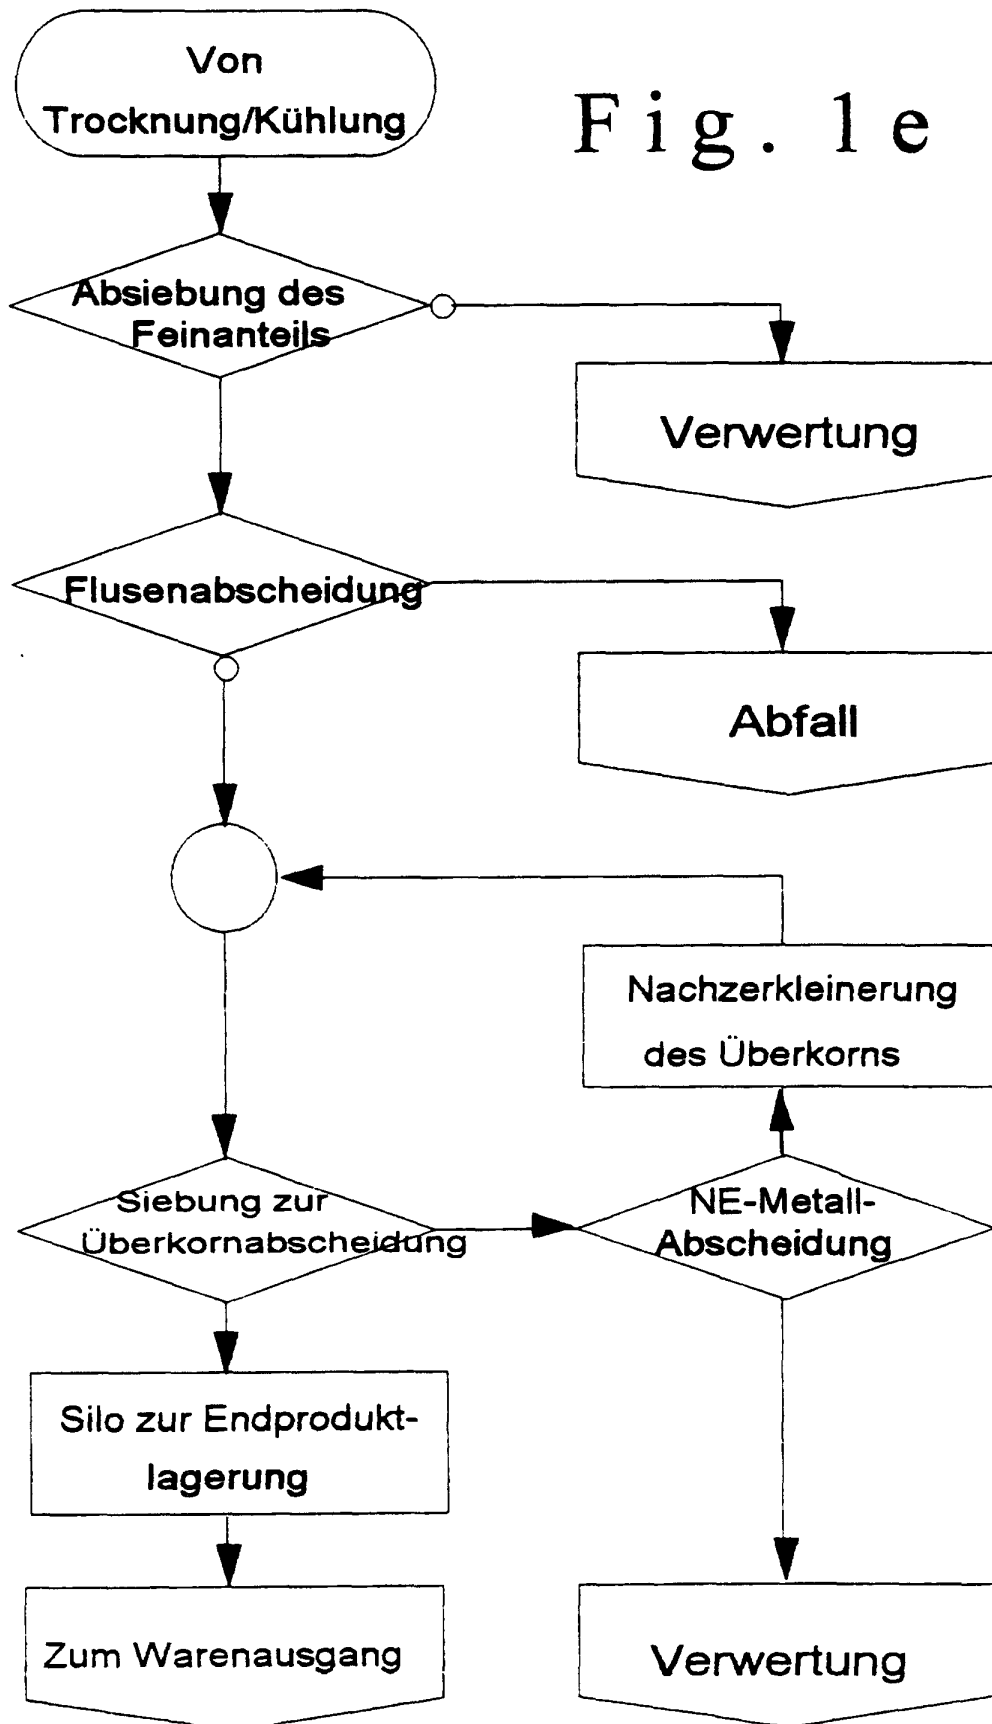 Von
Trocknung/Kühlung
Fig. 1e
Absiebung des
Feinanteils
Verwertung
Flusenabscheidung
Abfall
Nachzerkleinerung
des Überkorns
Siebung zur
Überkornabscheidung
NE-Metall-
Abscheidung
Silo zur Endprodukt-
lagerung
Zum Warenausgang
Verwertung